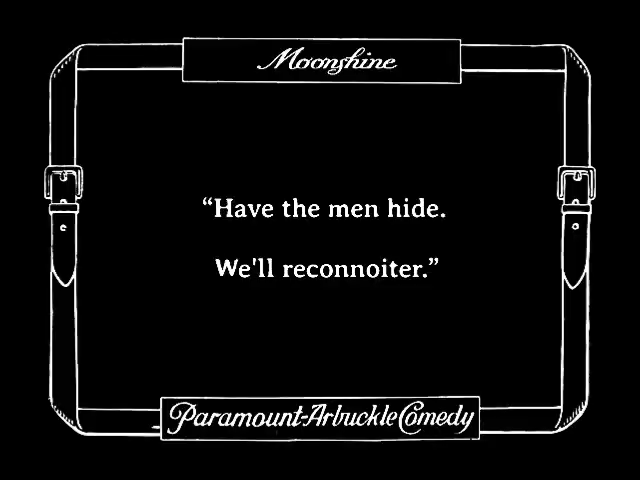 Moonshine
“Have the men hide.
We'll reconnoiter.”
Paramount-Arbuckle Comedy